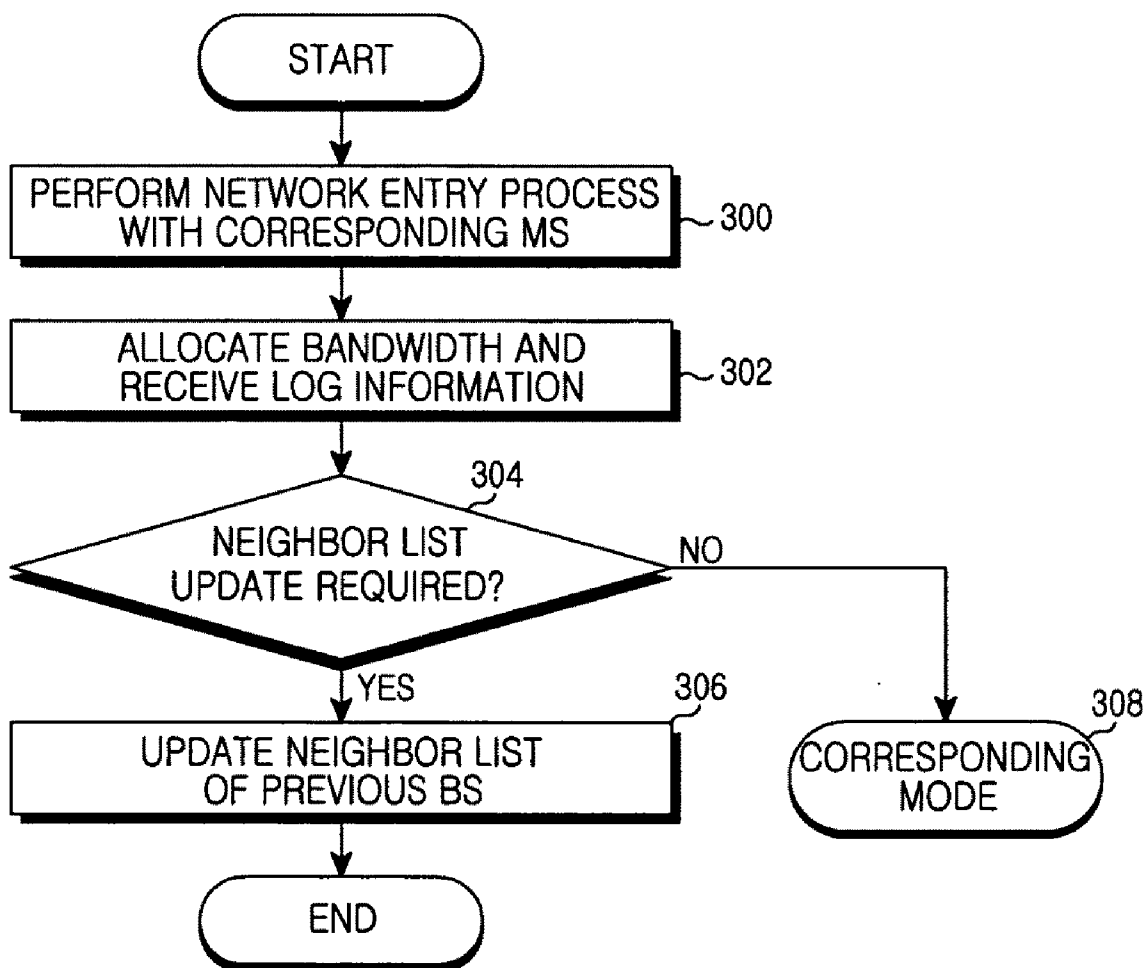 START
PERFORM NETWORK ENTRY PROCESS
WITH CORRESPONDING MS
300
ALLOCATE BANDWIDTH AND
RECEIVE LOG INFORMATION
302
304
NEIGHBOR LIST
UPDATE REQUIRED?
NO
YES
306
UPDATE NEIGHBOR LIST
OF PREVIOUS BS
308
CORRESPONDING
MODE
END